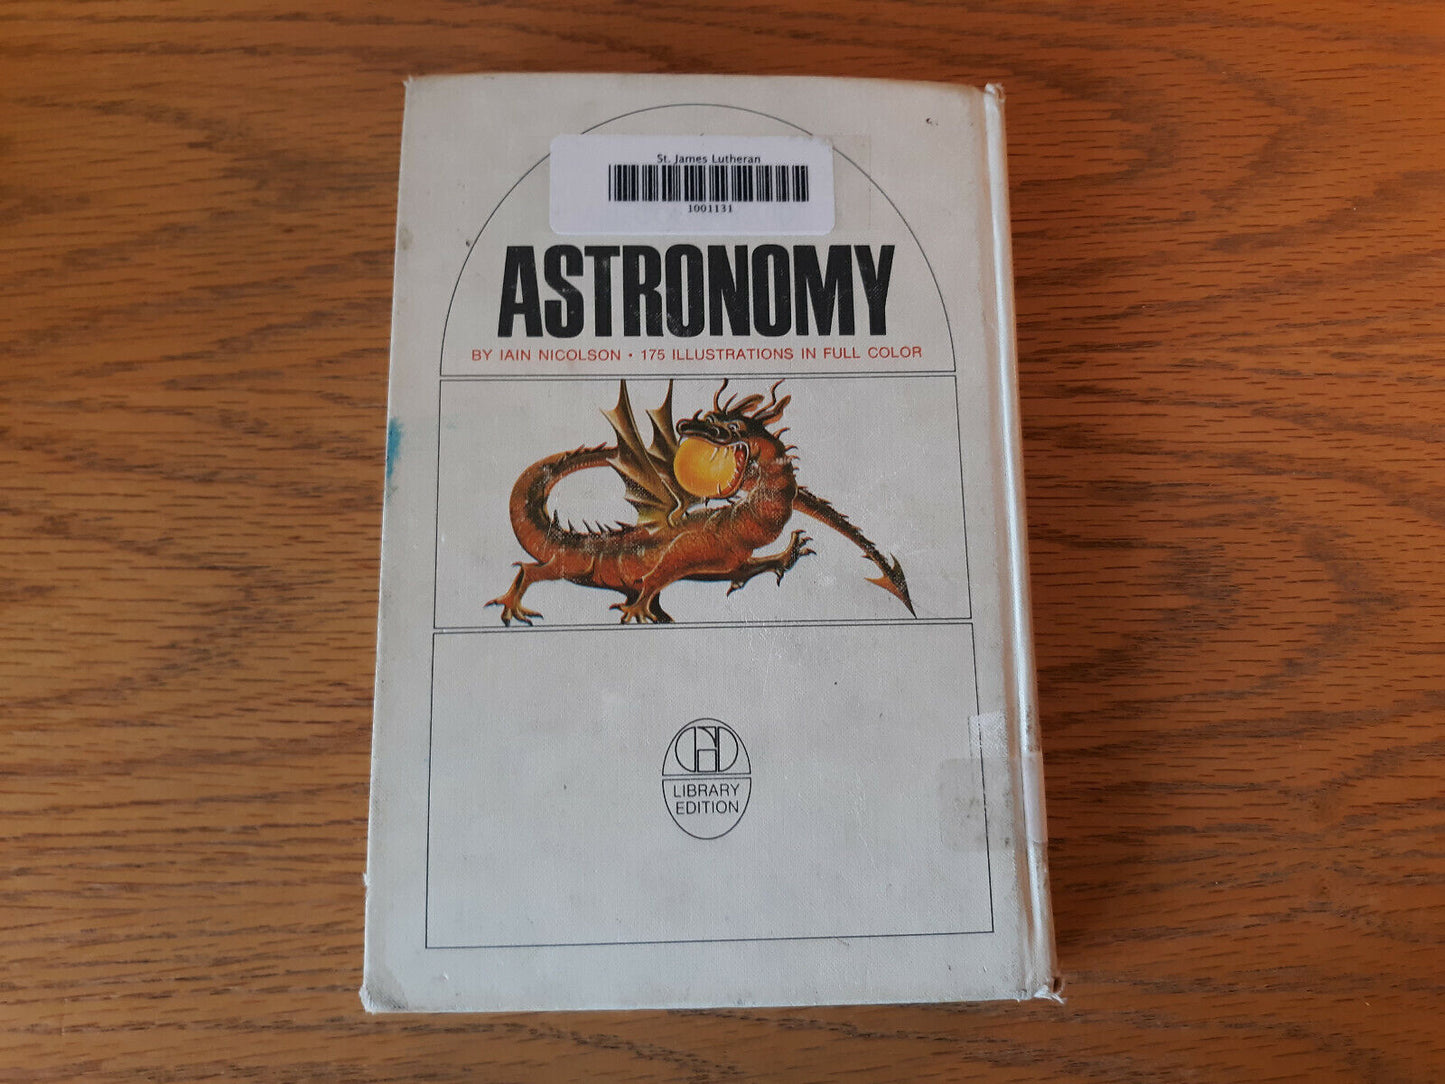 St. James Lutheran
1001131
ASTRONOMY
BY IAIN NICOLSON • 175 ILLUSTRATIONS IN FULL COLOR
LIBRARY
EDITION